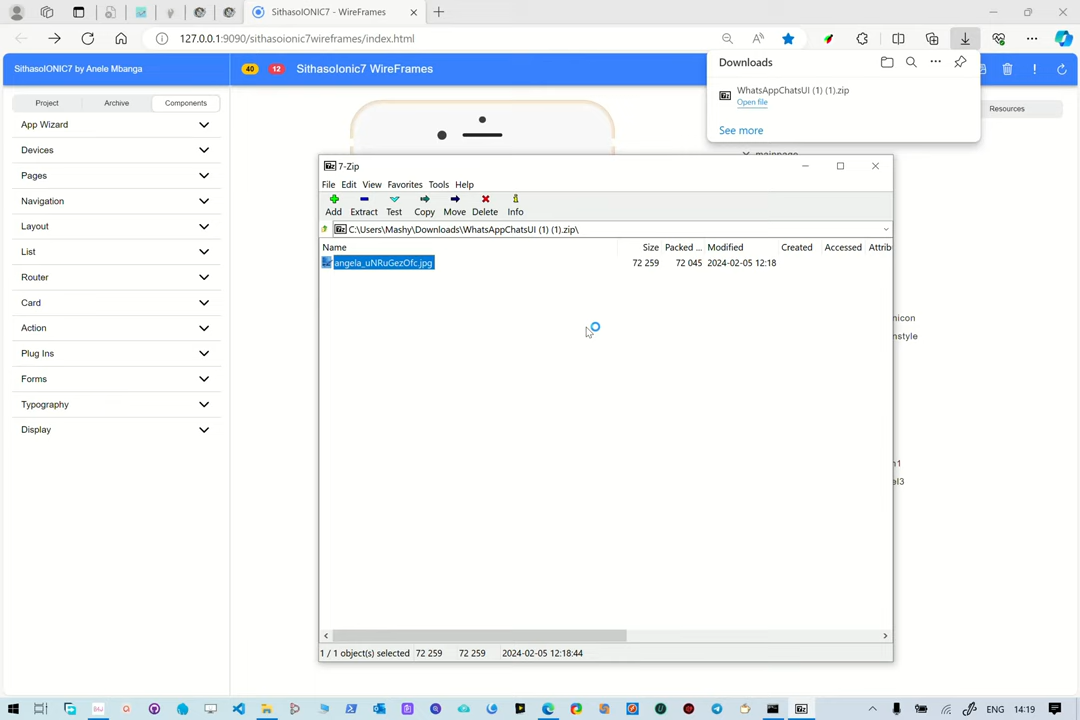 SithasoIONIC7 - WireFrames
127.0.0.1:9090/sithasoionic7wireframes/index.html
SithasoIONIC7 by Anele Mbanga
40
12
SithasoIonic7 WireFrames
Downloads
WhatsAppChatsUI (1) (1).zip
Open file
See more
Resources
Project
Archive
Components
App Wizard
Devices
Pages
Navigation
Layout
List
Router
Card
Action
Plug Ins
Forms
Typography
Display
mainpage
nicon
nstyle
n1
el3
7-Zip
File Edit View Favorites Tools Help
Add Extract Test Copy Move Delete Info
C:\Users\Mashy\Downloads\WhatsAppChatsUI (1) (1).zip\
Name Size Packed ... Modified Created Accessed Attrib
angela_uNRuGezOfc.jpg 72 259 72 045 2024-02-05 12:18
1 / 1 object(s) selected 72 259 72 259 2024-02-05 12:18:44
ENG 14:19